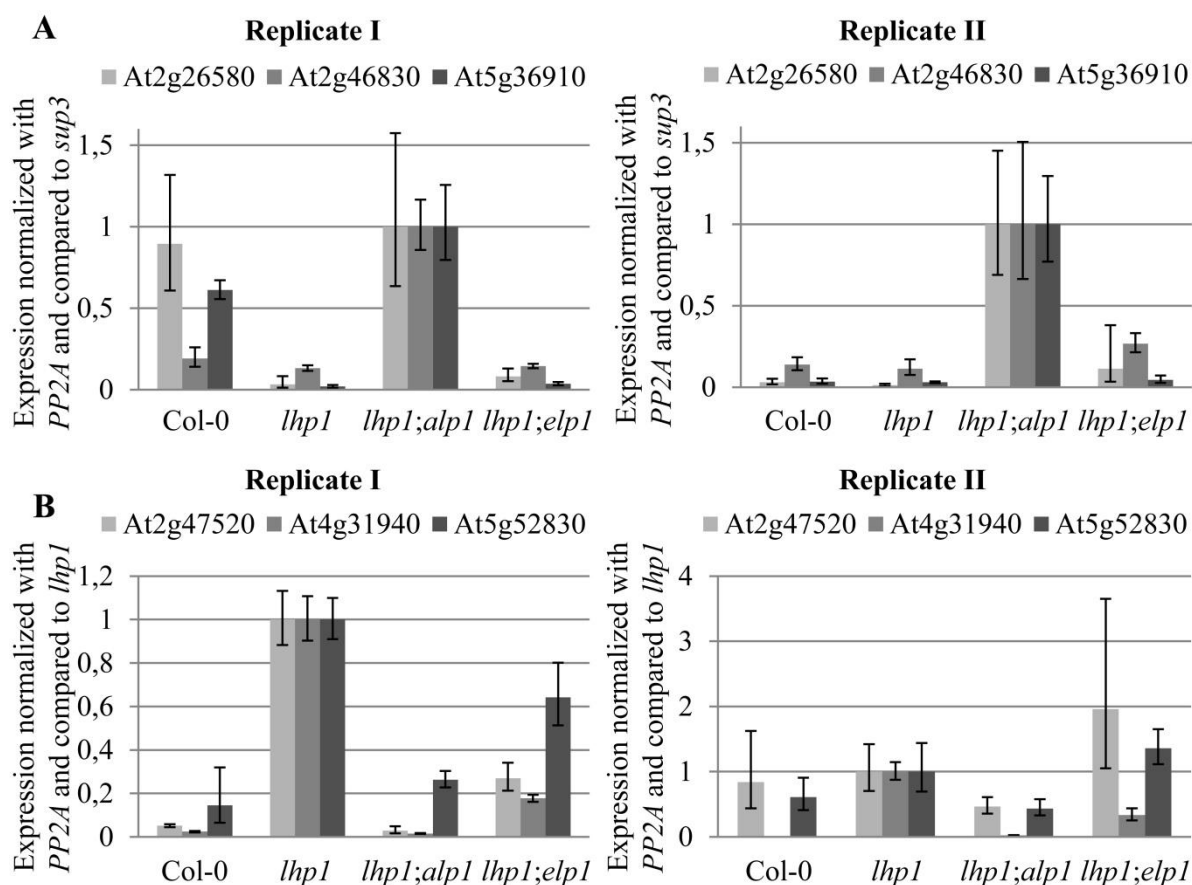 A
Replicate I
At2g26580 At2g46830 At5g36910
Expression normalized with
PP2A and compared to sup3
1,5
1
0,5
0
Col-0 lhp1 lhp1;alp1 lhp1;elp1
Replicate II
At2g26580 At2g46830 At5g36910
Expression normalized with
PP2A and compared to sup3
1,5
1
0,5
0
Col-0 lhp1 lhp1;alp1 lhp1;elp1
B
Replicate I
At2g47520 At4g31940 At5g52830
Expression normalized with
PP2A and compared to lhp1
1,2
1
0,8
0,6
0,4
0,2
0
Col-0 lhp1 lhp1;alp1 lhp1;elp1
Replicate II
At2g47520 At4g31940 At5g52830
Expression normalized with
PP2A and compared to lhp1
4
3
2
1
0
Col-0 lhp1 lhp1;alp1 lhp1;elp1